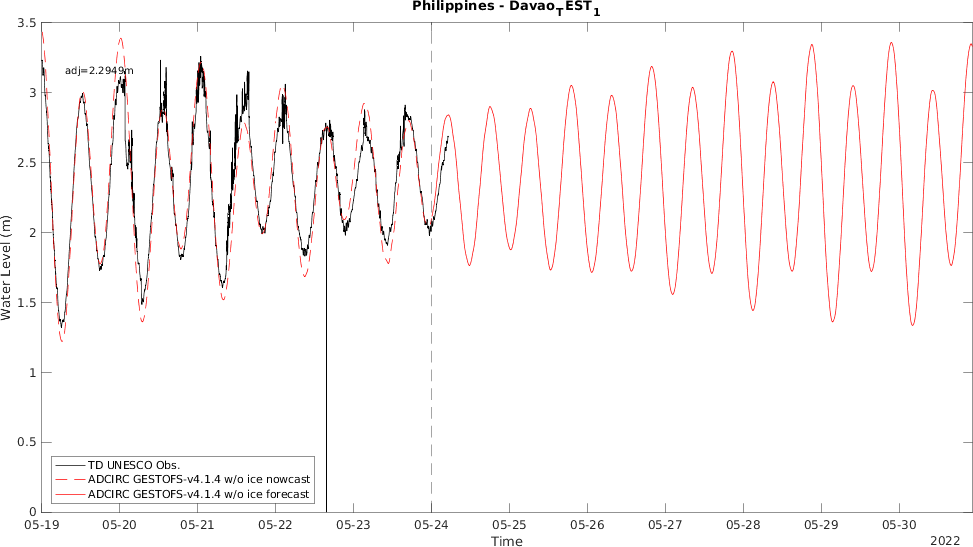 Philippines - Davao_TEST_1
3.5
3
2.5
2
1.5
1
0.5
0
Water Level (m)
adj=2.2949m
TD UNESCO Obs.
ADCIRC GESTOFS-v4.1.4 w/o ice nowcast
ADCIRC GESTOFS-v4.1.4 w/o ice forecast
05-19 05-20 05-21 05-22 05-23 05-24 05-25 05-26 05-27 05-28 05-29 05-30
Time
2022